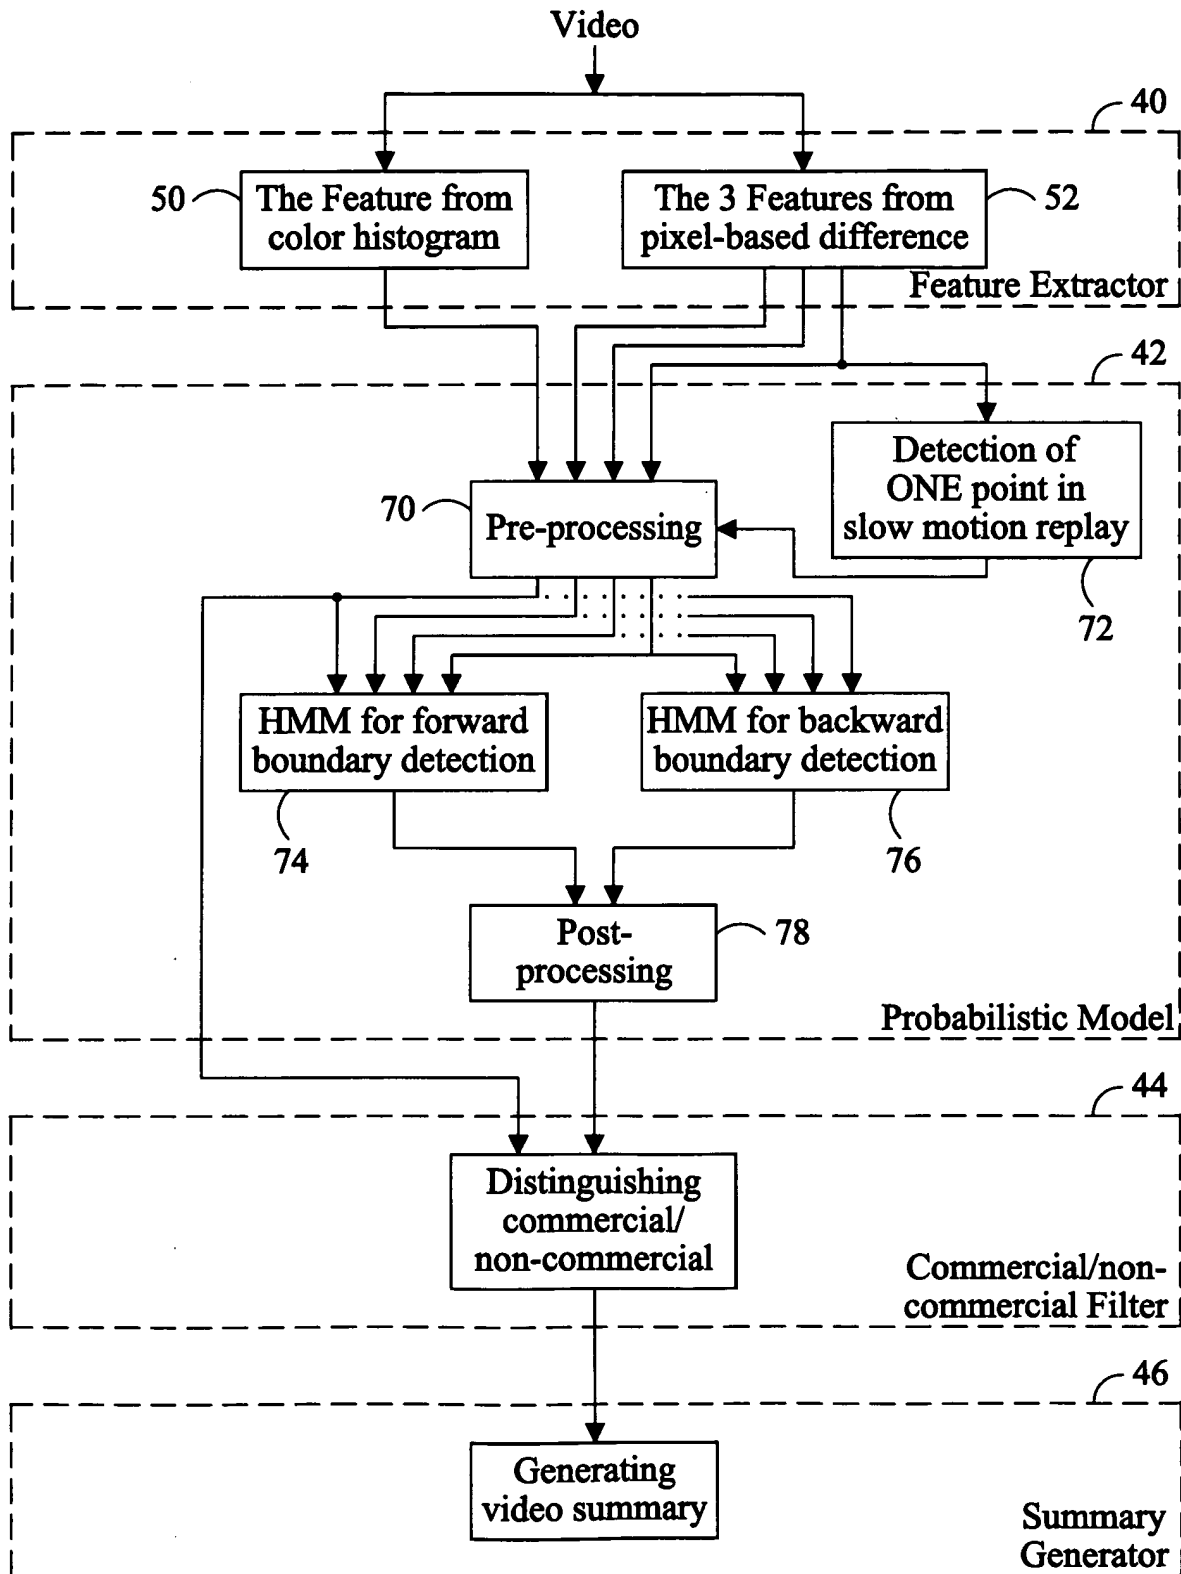 Video
40
50
The Feature from
color histogram
The 3 Features from
pixel-based difference
52
Feature Extractor
42
Detection of
ONE point in
slow motion replay
70
Pre-processing
72
HMM for forward
boundary detection
HMM for backward
boundary detection
74
76
Post-
processing
78
Probabilistic Model
44
Distinguishing
commercial/
non-commercial
Commercial/non-
commercial Filter
46
Generating
video summary
Summary
Generator